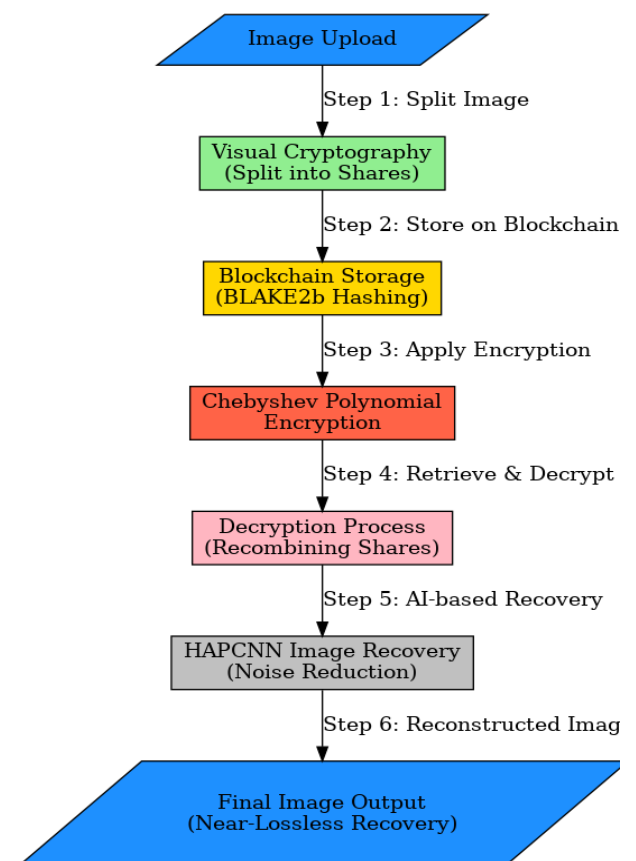 Image Upload
Step 1: Split Image
Visual Cryptography
(Split into Shares)
Step 2: Store on Blockchain
Blockchain Storage
(BLAKE2b Hashing)
Step 3: Apply Encryption
Chebyshev Polynomial
Encryption
Step 4: Retrieve & Decrypt
Decryption Process
(Recombining Shares)
Step 5: AI-based Recovery
HAPCNN Image Recovery
(Noise Reduction)
Step 6: Reconstructed Imag
Final Image Output
(Near-Lossless Recovery)